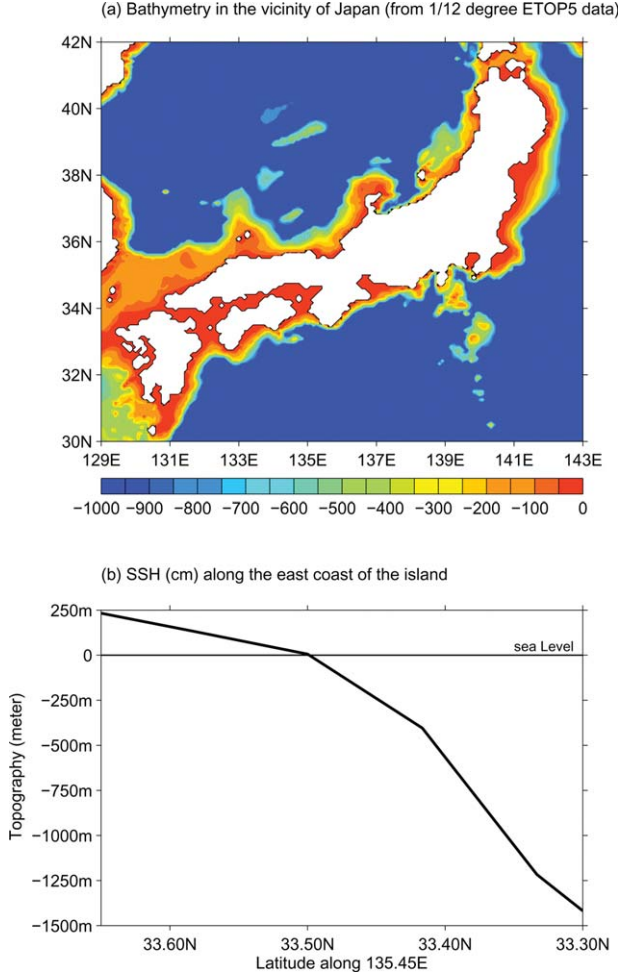 (a) Bathymetry in the vicinity of Japan (from 1/12 degree ETOP5 data)
42N
40N
38N
36N
34N
32N
30N
129E 131E 133E 135E 137E 139E 141E 143E
−1000 −900 −800 −700 −600 −500 −400 −300 −200 −100 0
(b) SSH (cm) along the east coast of the island
250m
sea Level
0
−250m
−500m
−750m
−1000m
−1250m
−1500m
Topography (meter)
33.60N 33.50N 33.40N 33.30N
Latitude along 135.45E